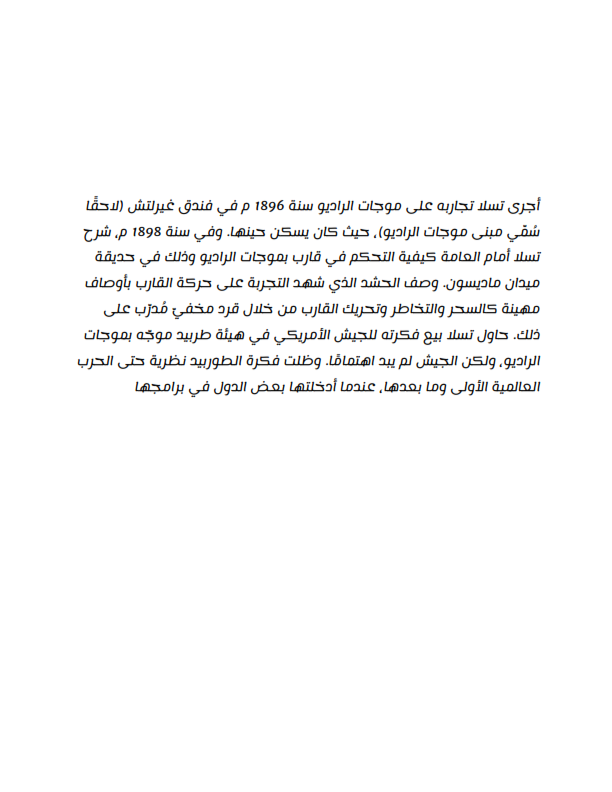 أجرى تسلا تجاربه على موجات الراديو سنة 1896 م في فندق غيرلتش (لاحقًا
سُمّي مبنى موجات الراديو)، حيث كان يسكن حينها. وفي سنة 1898 م، شرح
تسلا أمام العامة كيفية التحكم في قارب بموجات الراديو وذلك في حديقة
ميدان ماديسون. وصف الحشد الذي شهد التجربة على حركة القارب بأوصاف
مهينة كالسحر والتخاطر وتحريك القارب من خلال قرد مخفيّ مُدرّب على
ذلك. حاول تسلا بيع فكرته للجيش الأمريكي في هيئة طربيد موجّه بموجات
الراديو، ولكن الجيش لم يبد اهتمامًا. وظلت فكرة الطوربيد نظرية حتى الحرب
العالمية الأولى وما بعدها، عندما أدخلتها بعض الدول في برامجها